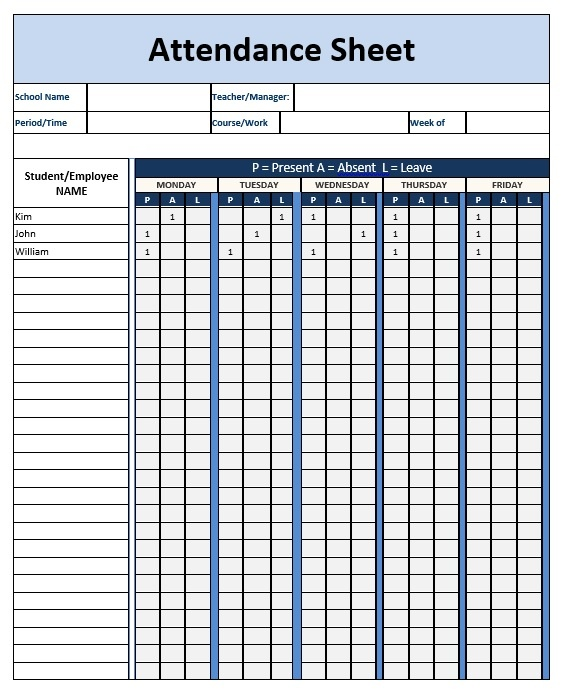 Attendance Sheet
School Name Teacher/Manager:
Period/Time Course/Work Week of
P = Present A = Absent L = Leave
Student/Employee
NAME
MONDAY TUESDAY WEDNESDAY THURSDAY FRIDAY
P A L P A L P A L P A L P A L
Kim 1 1 1 1 1
John 1 1 1 1 1
William 1 1 1 1 1